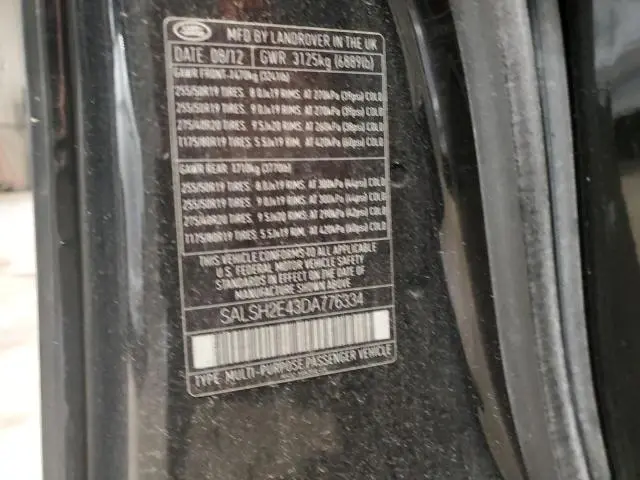 LAND ROVER
MFD BY LANDROVER IN THE UK
DATE 08/12 GWR 3125kg (6889lb)
GAWR FRONT 1470kg (3241lb)
255/50R19 TIRES. 8.0Jx19 RIMS. AT 270kPa (39psi) COLD
255/50R19 TIRES. 9.0Jx19 RIMS. AT 270kPa (39psi) COLD
275/40R20 TIRES. 9.5Jx20 RIMS. AT 260kPa (38psi) COLD
T175/80R19 TIRES. 5.5Jx19 RIM. AT 420kPa (60psi) COLD
GAWR REAR 1710kg (3770lb)
255/50R19 TIRES. 8.0Jx19 RIMS. AT 300kPa (44psi) COLD
255/50R19 TIRES. 9.0Jx19 RIMS. AT 300kPa (44psi) COLD
275/40R20 TIRES. 9.5Jx20 RIMS. AT 290kPa (42psi) COLD
T175/80R19 TIRES. 5.5Jx19 RIM. AT 420kPa (60psi) COLD
THIS VEHICLE CONFORMS TO ALL APPLICABLE
U.S. FEDERAL MOTOR VEHICLE SAFETY
STANDARDS IN EFFECT ON THE DATE OF
MANUFACTURE SHOWN ABOVE
SALSH2E43DA776334
TYPE MULTI-PURPOSE PASSENGER VEHICLE